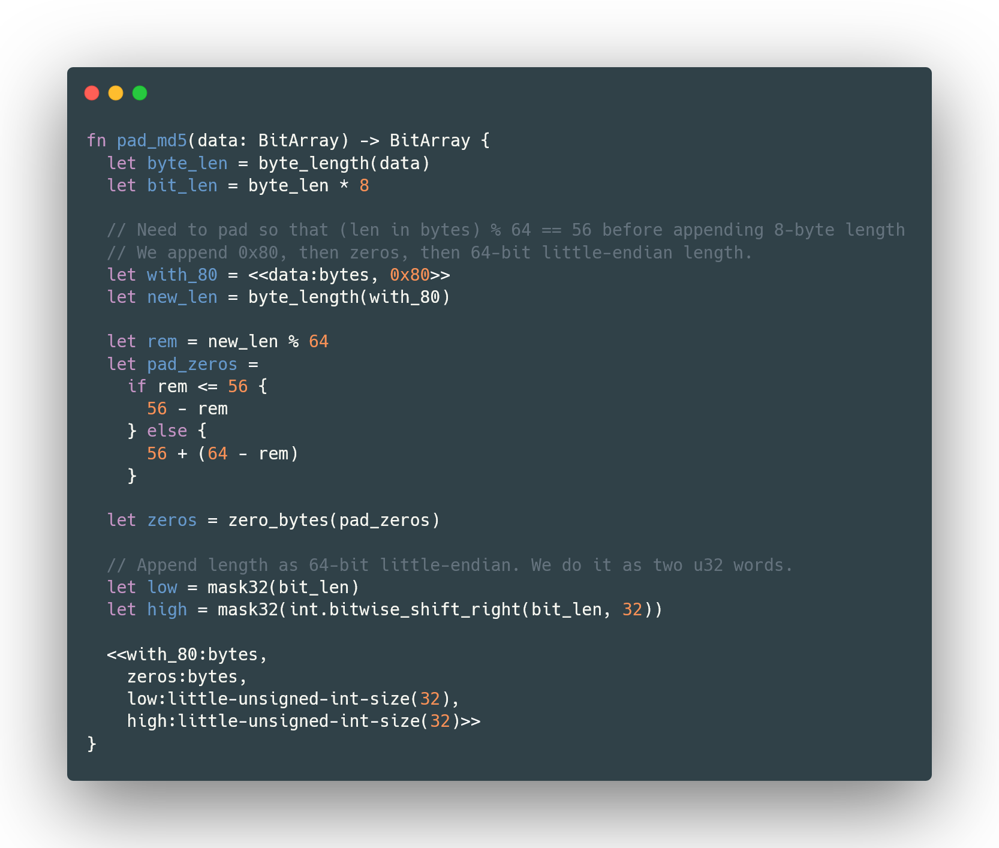 fn pad_md5(data: BitArray) -> BitArray {
  let byte_len = byte_length(data)
  let bit_len = byte_len * 8

  // Need to pad so that (len in bytes) % 64 == 56 before appending 8-byte length
  // We append 0x80, then zeros, then 64-bit little-endian length.
  let with_80 = <<data:bytes, 0x80>>
  let new_len = byte_length(with_80)

  let rem = new_len % 64
  let pad_zeros =
    if rem <= 56 {
      56 - rem
    } else {
      56 + (64 - rem)
    }

  let zeros = zero_bytes(pad_zeros)

  // Append length as 64-bit little-endian. We do it as two u32 words.
  let low = mask32(bit_len)
  let high = mask32(int.bitwise_shift_right(bit_len, 32))

  <<with_80:bytes,
    zeros:bytes,
    low:little-unsigned-int-size(32),
    high:little-unsigned-int-size(32)>>
}